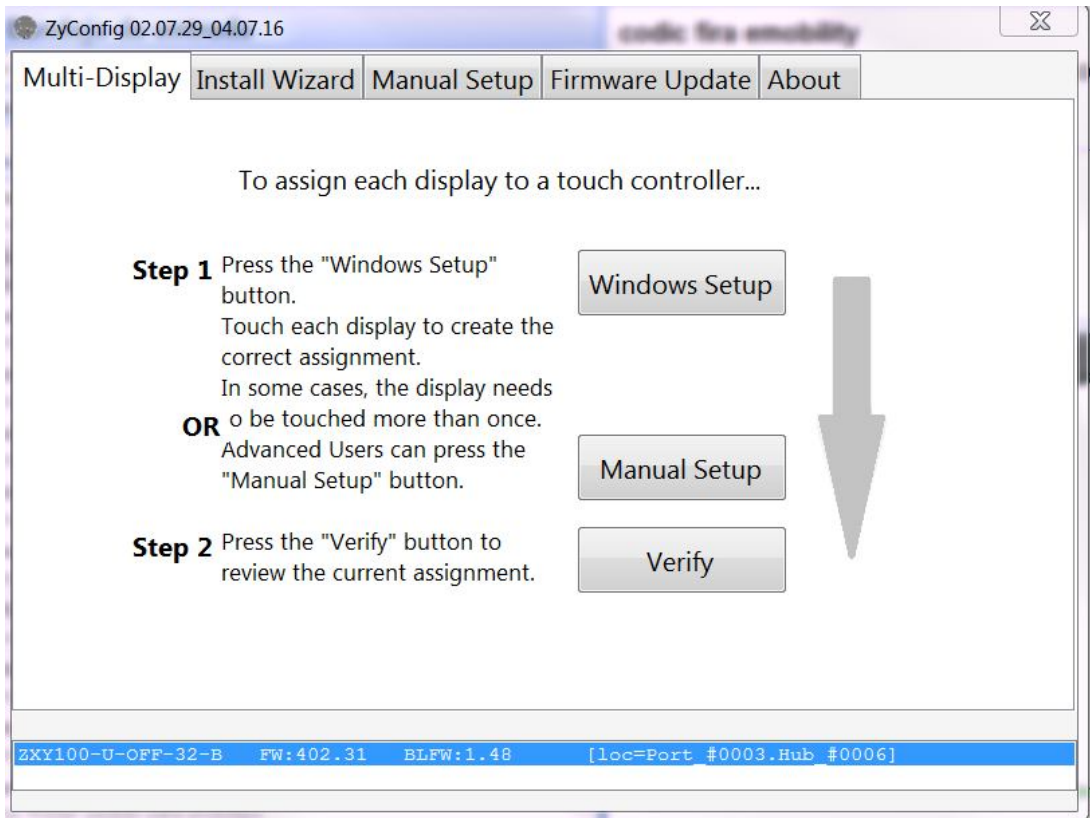 ZyConfig 02.07.29_04.07.16
codic fira emobility
Multi-Display Install Wizard Manual Setup Firmware Update About
To assign each display to a touch controller...
Step 1 Press the "Windows Setup"
button.
Windows Setup
Touch each display to create the
correct assignment.
In some cases, the display needs
OR o be touched more than once.
Advanced Users can press the
"Manual Setup" button.
Manual Setup
Step 2 Press the "Verify" button to
review the current assignment.
Verify
ZXY100-U-OFF-32-B FW:402.31 BLFW:1.48 [loc=Port_#0003.Hub_#0006]